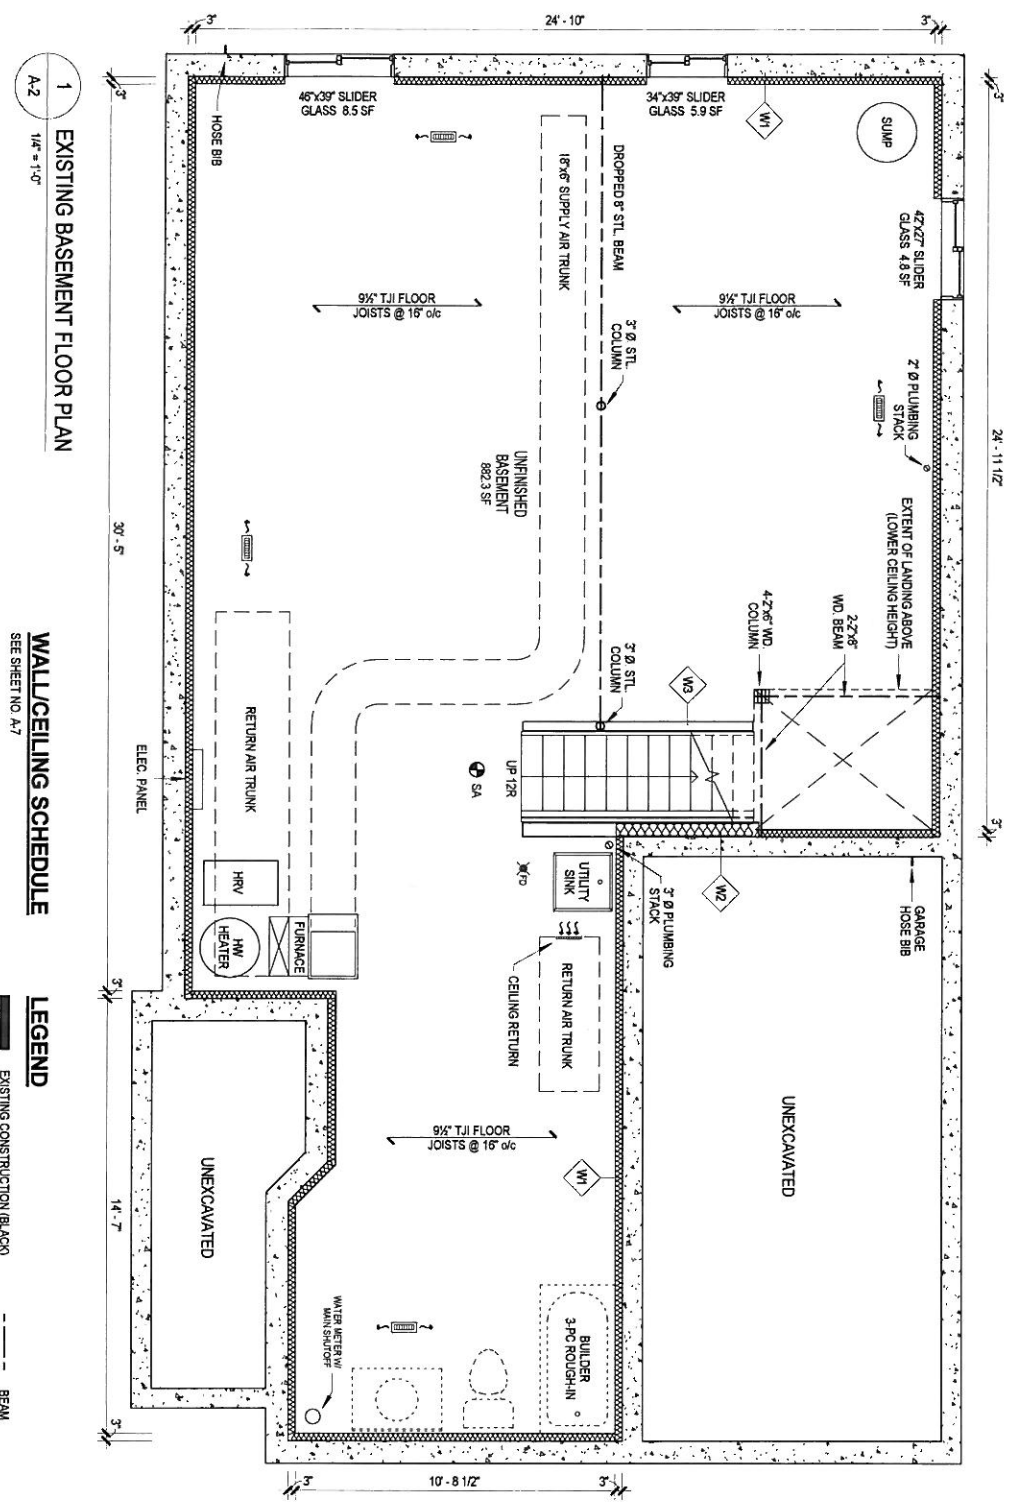 3"
24' - 10"
3"
46"x39" SLIDER
GLASS 8.5 SF
34"x39" SLIDER
GLASS 5.9 SF
W1
SUMP
HOSE BIB
42"x27" SLIDER
GLASS 4.8 SF
3"
3"
24' - 11 1/2"
3"
DROPPED 8" STL. BEAM
18"x6" SUPPLY AIR TRUNK
9½" TJI FLOOR
JOISTS @ 16" o/c
9½" TJI FLOOR
JOISTS @ 16" o/c
3" Ø STL.
COLUMN
2" Ø PLUMBING
STACK
UNFINISHED
BASEMENT
882.3 SF
EXTENT OF LANDING ABOVE
(LOWER CEILING HEIGHT)
2-2"x8"
WD. BEAM
4-2"x6" WD.
COLUMN
3" Ø STL.
COLUMN
W3
UP 12R
SA
RETURN AIR TRUNK
ELEC. PANEL
30' - 5"
HRV
HW
HEATER
FURNACE
FD
UTILITY
SINK
3" Ø PLUMBING
STACK
W2
GARAGE
HOSE BIB
RETURN AIR TRUNK
CEILING RETURN
3"
UNEXCAVATED
9½" TJI FLOOR
JOISTS @ 16" o/c
W1
UNEXCAVATED
14' - 7"
BUILDER
3-PC ROUGH-IN
WATER METER W/
MAIN SHUTOFF
3"
3"
10' - 8 1/2"
3"
1
A-2
EXISTING BASEMENT FLOOR PLAN
1/4" = 1'-0"
WALL/CEILING SCHEDULE
SEE SHEET NO. A-7
LEGEND
EXISTING CONSTRUCTION (BLACK)
BEAM